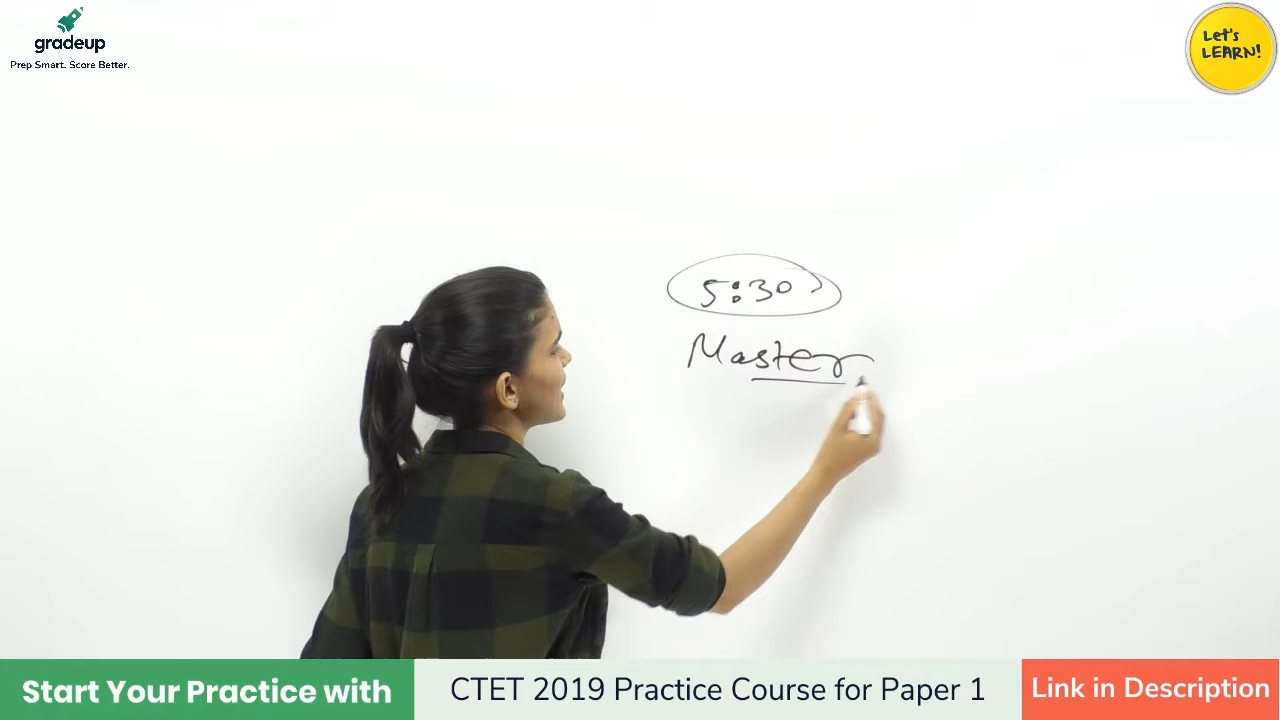 gradeup
Prep Smart. Score Better.
Let's
LEARN!
5:30
Master
Start Your Practice with
CTET 2019 Practice Course for Paper 1
Link in Description